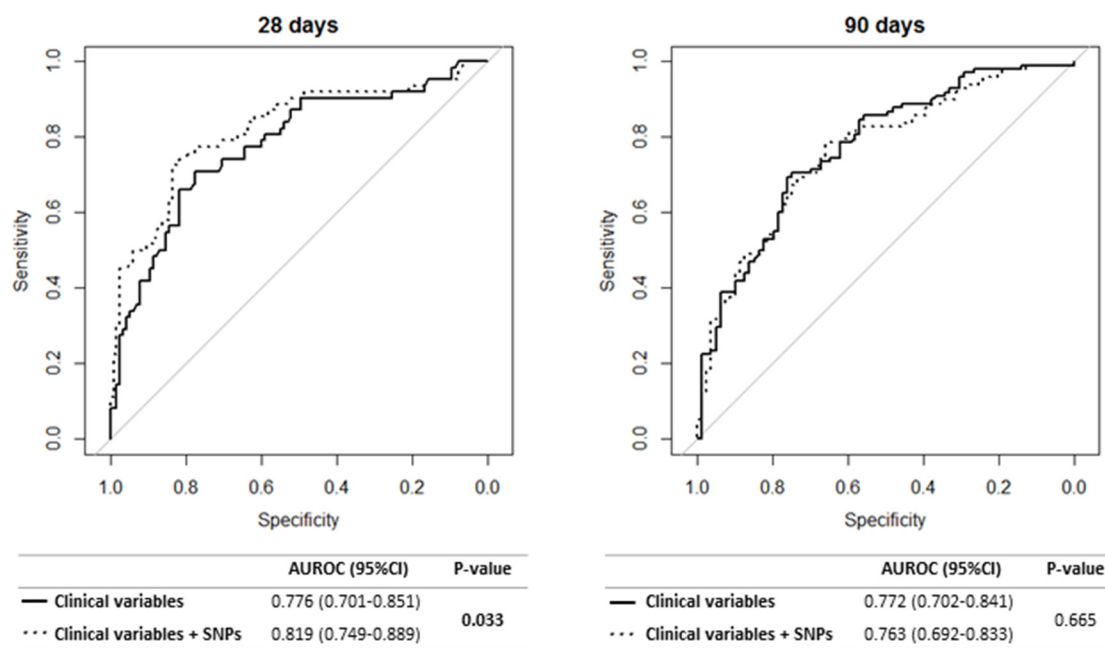 28 days
1.0
0.8
0.6
0.4
0.2
0.0
Sensitivity
1.0 0.8 0.6 0.4 0.2 0.0
Specificity
AUROC (95%CI) P-value
Clinical variables 0.776 (0.701-0.851)
0.033
Clinical variables + SNPs 0.819 (0.749-0.889)
90 days
1.0
0.8
0.6
0.4
0.2
0.0
Sensitivity
1.0 0.8 0.6 0.4 0.2 0.0
Specificity
AUROC (95%CI) P-value
Clinical variables 0.772 (0.702-0.841)
0.665
Clinical variables + SNPs 0.763 (0.692-0.833)